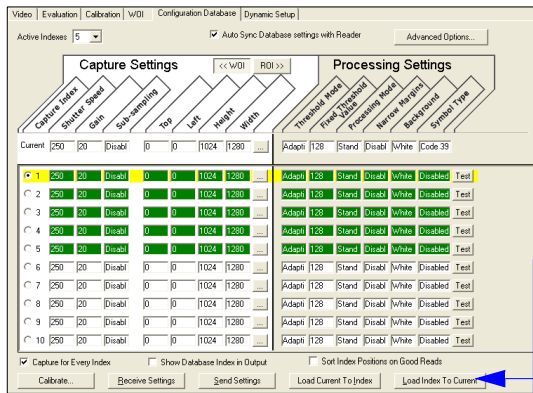 Video Evaluation Calibration WOI Configuration Database Dynamic Setup
Active Indexes 5 Auto Sync Database settings with Reader Advanced Options...
Capture Settings << WOI ROI >> Processing Settings
Capture Index Shutter Speed Gain Sub-sampling Top Left Height Width Threshold Mode Fixed Threshold Value Processing Mode Narrow Margins Background Symbol Type
Current 250 20 Disabl 0 0 1024 1280 ... Adapti 128 Stand Disabl White Code 39
1 250 20 Disabl 0 0 1024 1280 ... Adapti 128 Stand Disabl White Disabled Test
2 250 20 Disabl 0 0 1024 1280 ... Adapti 128 Stand Disabl White Disabled Test
3 250 20 Disabl 0 0 1024 1280 ... Adapti 128 Stand Disabl White Disabled Test
4 250 20 Disabl 0 0 1024 1280 ... Adapti 128 Stand Disabl White Disabled Test
5 250 20 Disabl 0 0 1024 1280 ... Adapti 128 Stand Disabl White Disabled Test
6 250 20 Disabl 0 0 1024 1280 ... Adapti 128 Stand Disabl White Disabled Test
7 250 20 Disabl 0 0 1024 1280 ... Adapti 128 Stand Disabl White Disabled Test
8 250 20 Disabl 0 0 1024 1280 ... Adapti 128 Stand Disabl White Disabled Test
9 250 20 Disabl 0 0 1024 1280 ... Adapti 128 Stand Disabl White Disabled Test
10 250 20 Disabl 0 0 1024 1280 ... Adapti 128 Stand Disabl White Disabled Test
Capture for Every Index Show Database Index in Output Sort Index Positions on Good Reads
Calibrate... Receive Settings Send Settings Load Current To Index Load Index To Current